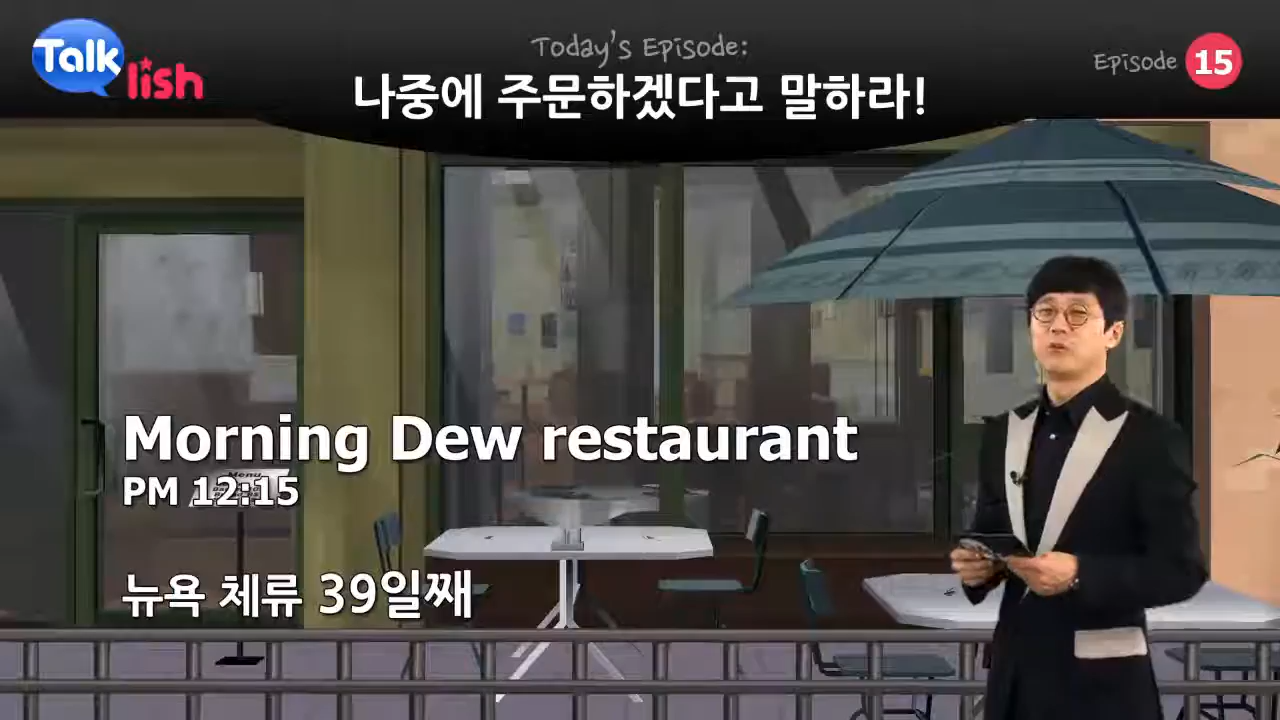 Talk
lish
Today's Episode:
나중에 주문하겠다고 말하라!
Episode 15
Morning Dew restaurant
PM 12:15
Menu
뉴욕 체류 39일째